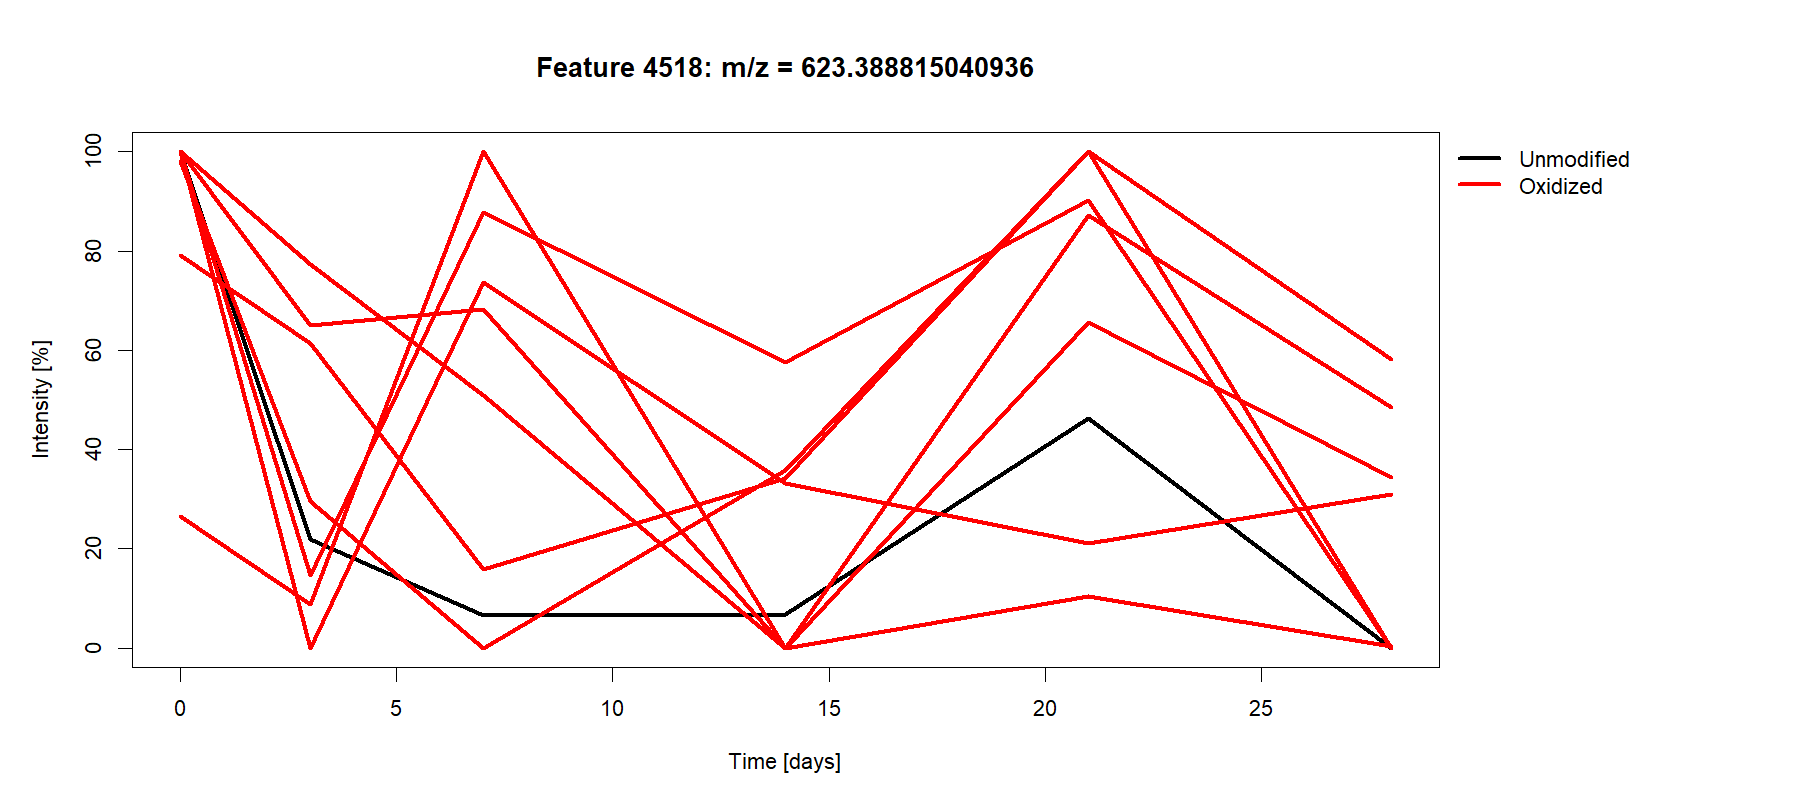 Feature 4518: m/z = 623.388815040936
Unmodified
Oxidized
Intensity [%]
100
80
60
40
20
0
0 5 10 15 20 25
Time [days]